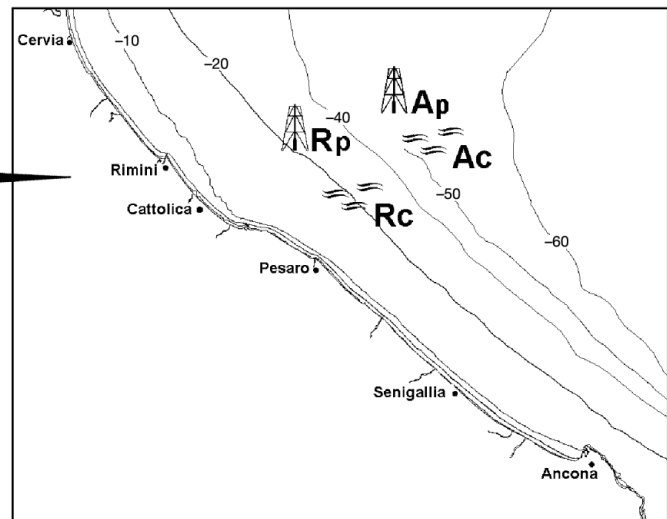 Cervia
-10
-20
-40
Ap
Rp
Ac
Rimini
-50
Cattolica
Rc
-60
Pesaro
Senigallia
Ancona